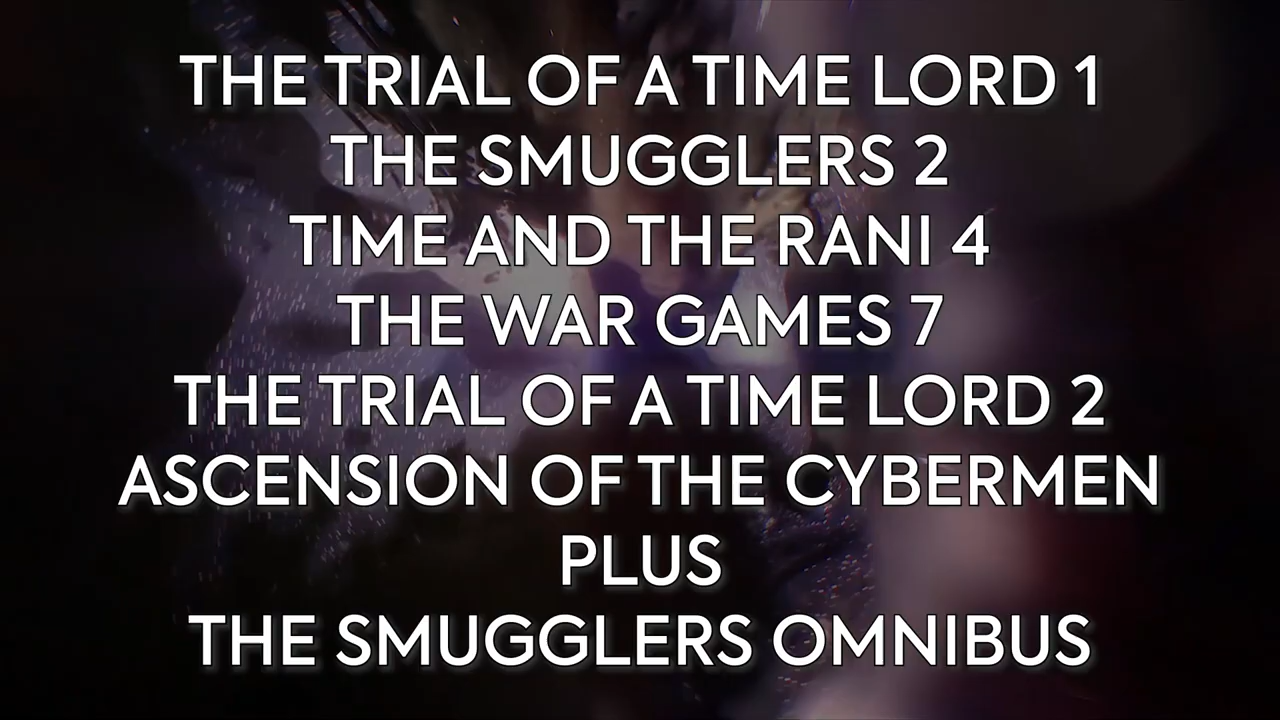 THE TRIAL OF A TIME LORD 1
THE SMUGGLERS 2
TIME AND THE RANI 4
THE WAR GAMES 7
THE TRIAL OF A TIME LORD 2
ASCENSION OF THE CYBERMEN
PLUS
THE SMUGGLERS OMNIBUS